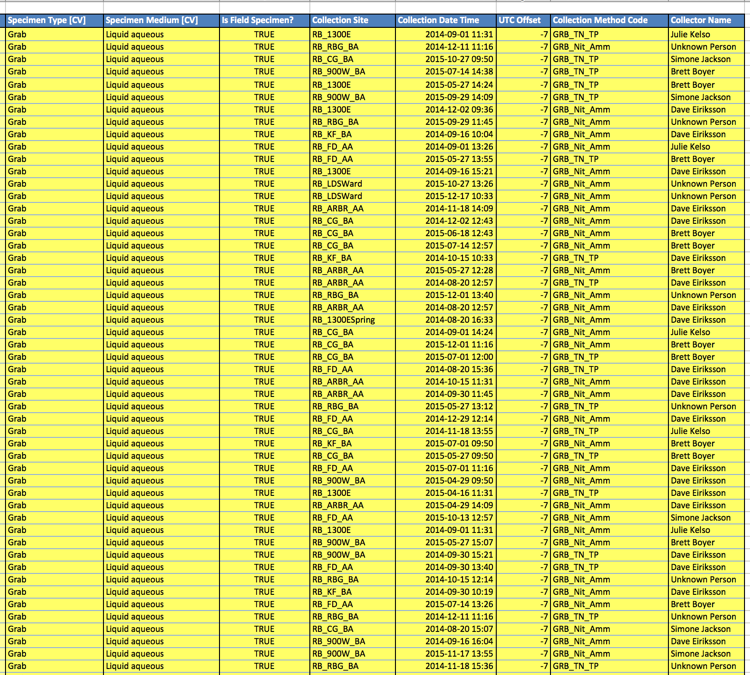 Specimen Type [CV] Specimen Medium [CV] Is Field Specimen? Collection Site Collection Date Time UTC Offset Collection Method Code Collector Name
Grab Liquid aqueous TRUE RB_1300E 2014-09-01 11:31 -7 GRB_TN_TP Julie Kelso
Grab Liquid aqueous TRUE RB_RBG_BA 2014-12-11 11:16 -7 GRB_Nit_Amm Unknown Person
Grab Liquid aqueous TRUE RB_CG_BA 2015-10-27 09:50 -7 GRB_TN_TP Simone Jackson
Grab Liquid aqueous TRUE RB_900W_BA 2015-07-14 14:38 -7 GRB_TN_TP Brett Boyer
Grab Liquid aqueous TRUE RB_1300E 2015-05-27 14:24 -7 GRB_TN_TP Brett Boyer
Grab Liquid aqueous TRUE RB_900W_BA 2015-09-29 14:09 -7 GRB_TN_TP Simone Jackson
Grab Liquid aqueous TRUE RB_1300E 2014-12-02 09:36 -7 GRB_Nit_Amm Dave Eiriksson
Grab Liquid aqueous TRUE RB_RBG_BA 2015-09-29 11:45 -7 GRB_Nit_Amm Unknown Person
Grab Liquid aqueous TRUE RB_KF_BA 2014-09-16 10:04 -7 GRB_Nit_Amm Dave Eiriksson
Grab Liquid aqueous TRUE RB_FD_AA 2014-09-01 13:26 -7 GRB_Nit_Amm Julie Kelso
Grab Liquid aqueous TRUE RB_FD_AA 2015-05-27 13:55 -7 GRB_TN_TP Brett Boyer
Grab Liquid aqueous TRUE RB_1300E 2014-09-16 15:21 -7 GRB_Nit_Amm Dave Eiriksson
Grab Liquid aqueous TRUE RB_LDSWard 2015-10-27 13:26 -7 GRB_Nit_Amm Unknown Person
Grab Liquid aqueous TRUE RB_LDSWard 2015-12-17 10:33 -7 GRB_Nit_Amm Unknown Person
Grab Liquid aqueous TRUE RB_ARBR_AA 2014-11-18 14:09 -7 GRB_Nit_Amm Dave Eiriksson
Grab Liquid aqueous TRUE RB_CG_BA 2014-12-02 12:43 -7 GRB_Nit_Amm Dave Eiriksson
Grab Liquid aqueous TRUE RB_CG_BA 2015-06-18 12:43 -7 GRB_Nit_Amm Brett Boyer
Grab Liquid aqueous TRUE RB_CG_BA 2015-07-14 12:57 -7 GRB_Nit_Amm Brett Boyer
Grab Liquid aqueous TRUE RB_KF_BA 2014-10-15 10:33 -7 GRB_TN_TP Dave Eiriksson
Grab Liquid aqueous TRUE RB_ARBR_AA 2015-05-27 12:28 -7 GRB_Nit_Amm Brett Boyer
Grab Liquid aqueous TRUE RB_ARBR_AA 2014-08-20 12:57 -7 GRB_TN_TP Dave Eiriksson
Grab Liquid aqueous TRUE RB_RBG_BA 2015-12-01 13:40 -7 GRB_Nit_Amm Unknown Person
Grab Liquid aqueous TRUE RB_ARBR_AA 2014-08-20 12:57 -7 GRB_Nit_Amm Dave Eiriksson
Grab Liquid aqueous TRUE RB_1300ESpring 2014-08-20 16:33 -7 GRB_Nit_Amm Dave Eiriksson
Grab Liquid aqueous TRUE RB_CG_BA 2014-09-01 14:24 -7 GRB_Nit_Amm Julie Kelso
Grab Liquid aqueous TRUE RB_CG_BA 2015-12-01 11:16 -7 GRB_Nit_Amm Brett Boyer
Grab Liquid aqueous TRUE RB_CG_BA 2015-07-01 12:00 -7 GRB_TN_TP Brett Boyer
Grab Liquid aqueous TRUE RB_FD_AA 2014-08-20 15:36 -7 GRB_TN_TP Dave Eiriksson
Grab Liquid aqueous TRUE RB_ARBR_AA 2014-10-15 11:31 -7 GRB_Nit_Amm Dave Eiriksson
Grab Liquid aqueous TRUE RB_ARBR_AA 2014-09-30 11:45 -7 GRB_Nit_Amm Dave Eiriksson
Grab Liquid aqueous TRUE RB_RBG_BA 2015-05-27 13:12 -7 GRB_TN_TP Unknown Person
Grab Liquid aqueous TRUE RB_FD_AA 2014-12-29 12:14 -7 GRB_Nit_Amm Dave Eiriksson
Grab Liquid aqueous TRUE RB_CG_BA 2014-11-18 13:55 -7 GRB_TN_TP Julie Kelso
Grab Liquid aqueous TRUE RB_KF_BA 2015-07-01 09:50 -7 GRB_Nit_Amm Brett Boyer
Grab Liquid aqueous TRUE RB_CG_BA 2015-05-27 09:50 -7 GRB_TN_TP Brett Boyer
Grab Liquid aqueous TRUE RB_FD_AA 2015-07-01 11:16 -7 GRB_Nit_Amm Dave Eiriksson
Grab Liquid aqueous TRUE RB_900W_BA 2015-04-29 09:50 -7 GRB_Nit_Amm Dave Eiriksson
Grab Liquid aqueous TRUE RB_1300E 2015-04-16 11:31 -7 GRB_TN_TP Dave Eiriksson
Grab Liquid aqueous TRUE RB_ARBR_AA 2015-04-29 14:09 -7 GRB_Nit_Amm Dave Eiriksson
Grab Liquid aqueous TRUE RB_FD_AA 2015-10-13 12:57 -7 GRB_Nit_Amm Simone Jackson
Grab Liquid aqueous TRUE RB_1300E 2014-09-01 11:31 -7 GRB_Nit_Amm Julie Kelso
Grab Liquid aqueous TRUE RB_900W_BA 2015-05-27 15:07 -7 GRB_Nit_Amm Brett Boyer
Grab Liquid aqueous TRUE RB_900W_BA 2014-09-30 15:21 -7 GRB_TN_TP Dave Eiriksson
Grab Liquid aqueous TRUE RB_FD_AA 2014-09-30 13:40 -7 GRB_TN_TP Dave Eiriksson
Grab Liquid aqueous TRUE RB_RBG_BA 2014-10-15 12:14 -7 GRB_Nit_Amm Unknown Person
Grab Liquid aqueous TRUE RB_KF_BA 2014-09-30 10:19 -7 GRB_Nit_Amm Dave Eiriksson
Grab Liquid aqueous TRUE RB_FD_AA 2015-07-14 13:26 -7 GRB_Nit_Amm Brett Boyer
Grab Liquid aqueous TRUE RB_RBG_BA 2014-12-11 11:16 -7 GRB_TN_TP Unknown Person
Grab Liquid aqueous TRUE RB_CG_BA 2014-08-20 15:07 -7 GRB_Nit_Amm Simone Jackson
Grab Liquid aqueous TRUE RB_900W_BA 2014-09-16 16:04 -7 GRB_Nit_Amm Dave Eiriksson
Grab Liquid aqueous TRUE RB_900W_BA 2015-11-17 13:55 -7 GRB_Nit_Amm Simone Jackson
Grab Liquid aqueous TRUE RB_RBG_BA 2014-11-18 15:36 -7 GRB_TN_TP Unknown Person